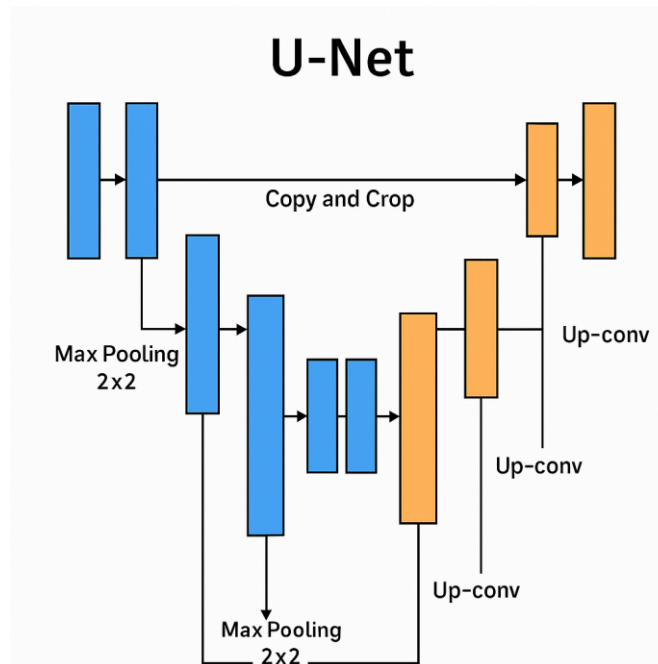 U-Net
Copy and Crop
Max Pooling
2x2
Up-conv
Up-conv
Up-conv
Max Pooling
2x2